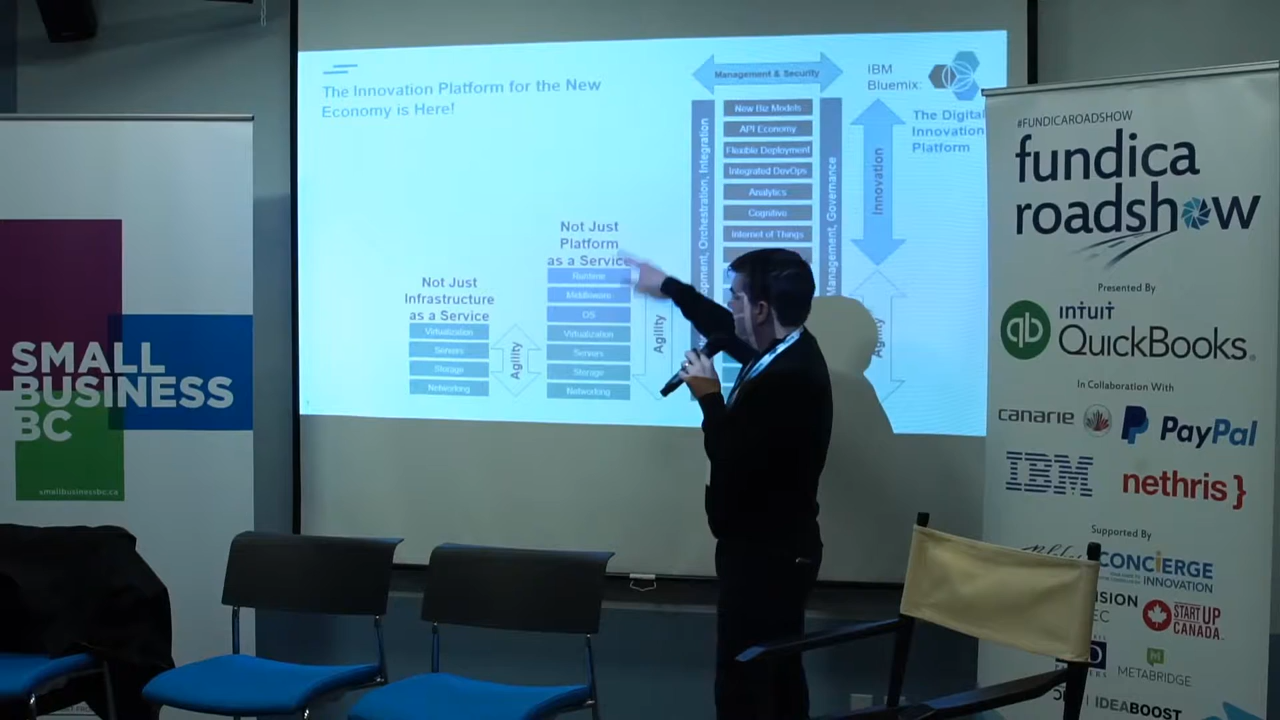 The Innovation Platform for the New
Economy is Here!
Management & Security
IBM
Bluemix:
The Digital
Innovation
Platform
New Biz Models
API Economy
Flexible Deployment
Integrated DevOps
Analytics
Cognitive
Internet of Things
Orchestration, Integration
Management, Governance
Innovation
Agility
Not Just
Platform
as a Service
Runtime
Middleware
OS
Virtualization
Servers
Storage
Networking
Agility
Not Just
Infrastructure
as a Service
Virtualization
Servers
Storage
Networking
Agility
SMALL
BUSINESS
BC
smallbusinessbc.ca
#FUNDICAROADSHOW
fundica
roadshow
Presented By
qb INTUIT
QuickBooks.
In Collaboration With
canarie
PayPal
IBM
nethris}
Supported By
CONCIERGE
INNOVATION
START UP
CANADA
METABRIDGE
IDEABOOST